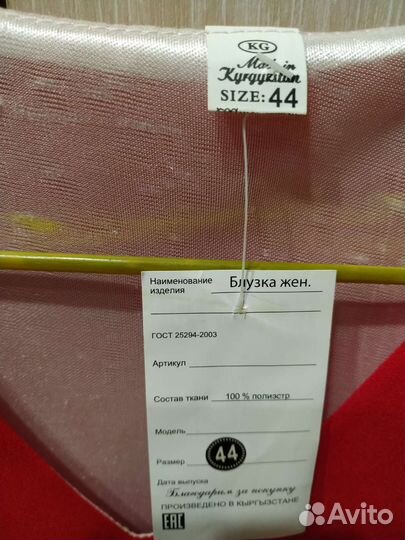 KG
Made in
Kyrgyzstan
SIZE: 44
Наименование изделия Блузка жен.
ГОСТ 25294-2003
Артикул
Состав ткани 100 % полиэстр
Модель
Размер 44
Дата выпуска
Благодарим за покупку
ПРОИЗВЕДЕНО В КЫРГЫЗСТАНЕ
EAC
Avito